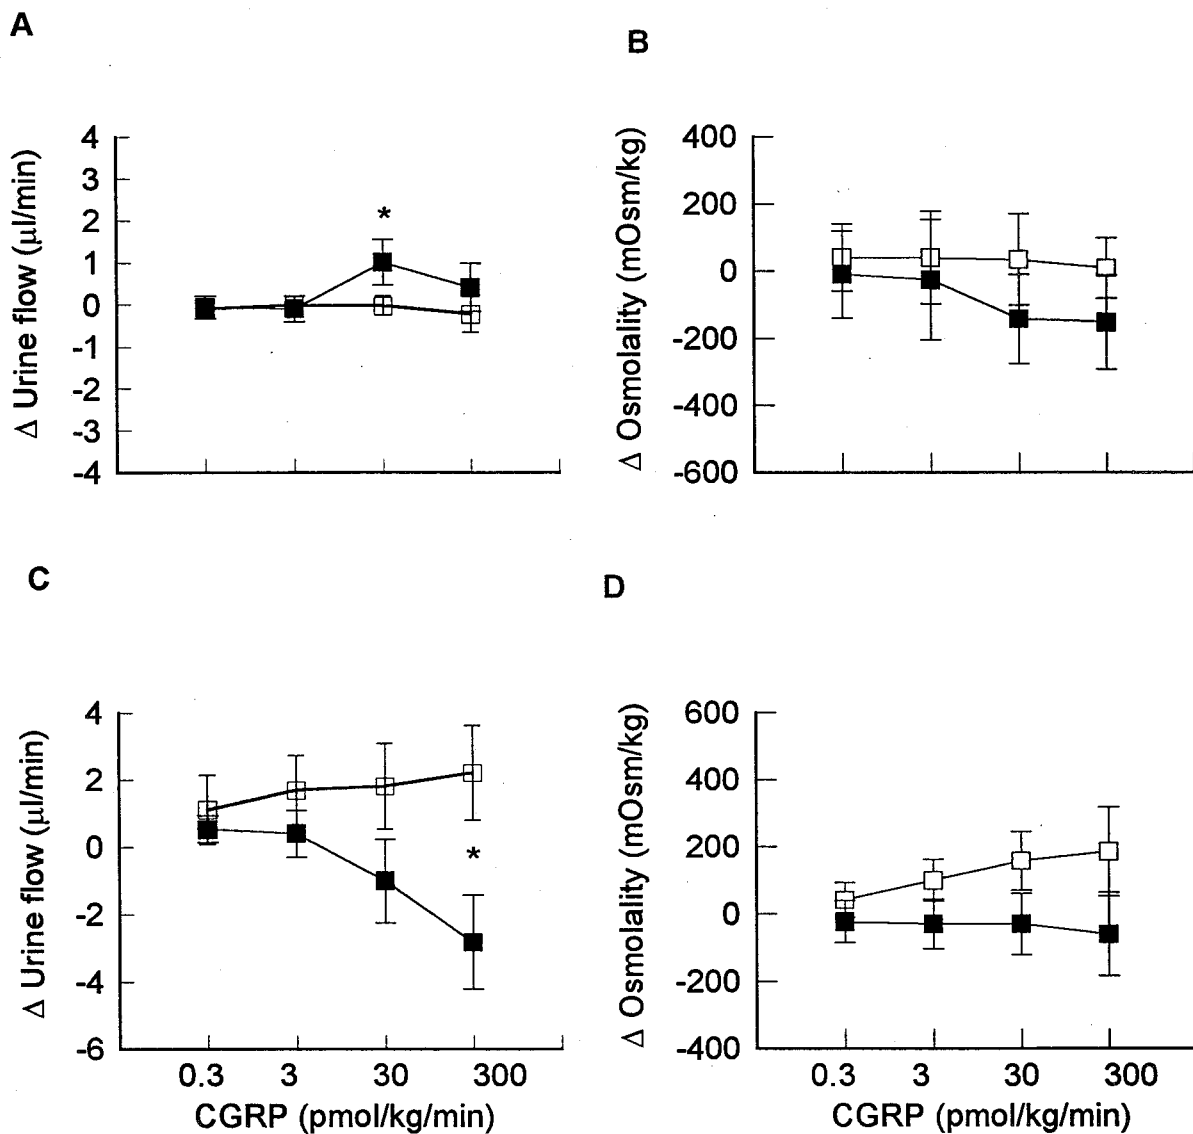 A
B
Δ Urine flow (μl/min)
4
3
2
1
0
-1
-2
-3
-4
*
Δ Osmolality (mOsm/kg)
400
200
0
-200
-400
-600
C
D
Δ Urine flow (μl/min)
4
2
0
-2
-4
-6
*
0.3 3 30 300
CGRP (pmol/kg/min)
Δ Osmolality (mOsm/kg)
600
400
200
0
-200
-400
0.3 3 30 300
CGRP (pmol/kg/min)